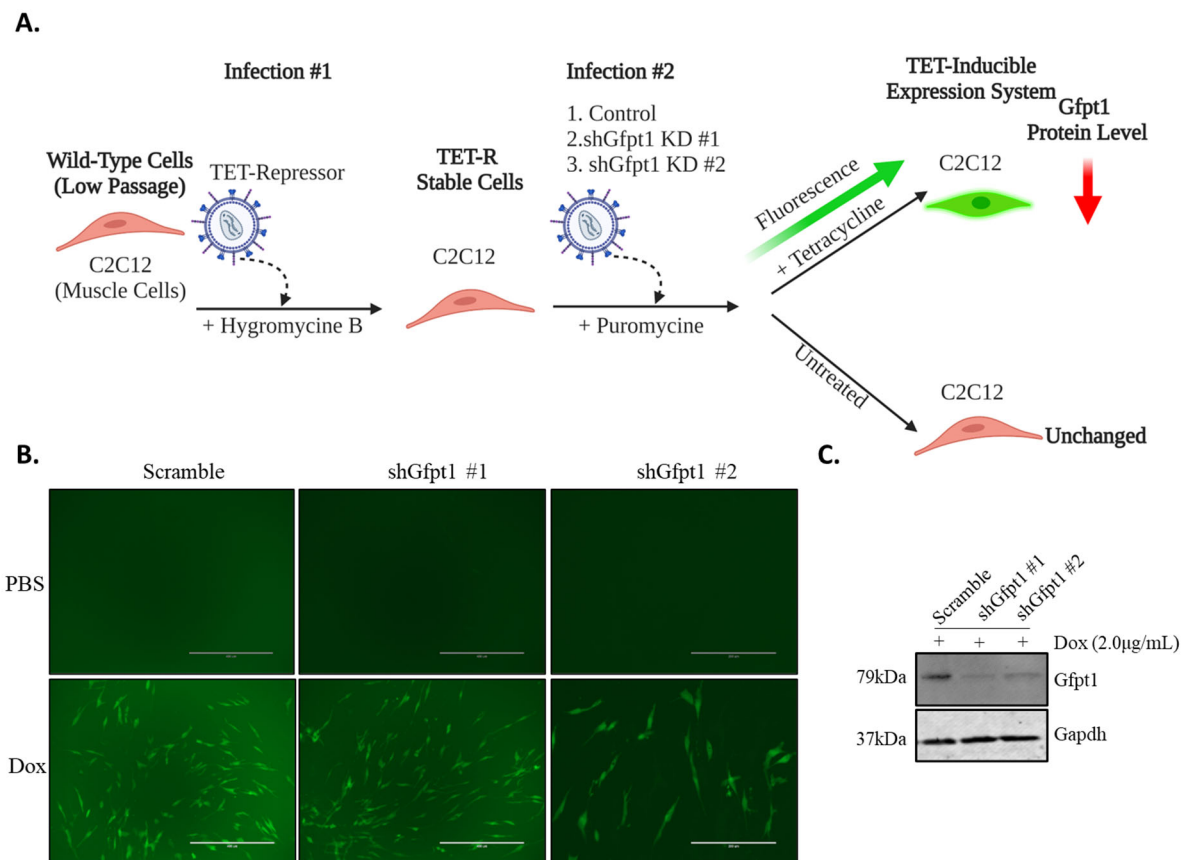 A.
Infection #1
Infection #2
TET-Inducible
Expression System
Gfpt1
Protein Level
1. Control
2.shGfpt1 KD #1
3. shGfpt1 KD #2
Wild-Type Cells
(Low Passage)
TET-Repressor
TET-R
Stable Cells
C2C12
C2C12
(Muscle Cells)
C2C12
+ Hygromycine B
+ Puromycine
Fluorescence
+ Tetracycline
Untreated
C2C12
Unchanged
B.
Scramble
shGfpt1 #1
shGfpt1 #2
PBS
Dox
C.
Scramble
shGfpt1 #1
shGfpt1 #2
+ + + Dox (2.0μg/mL)
79kDa Gfpt1
37kDa Gapdh